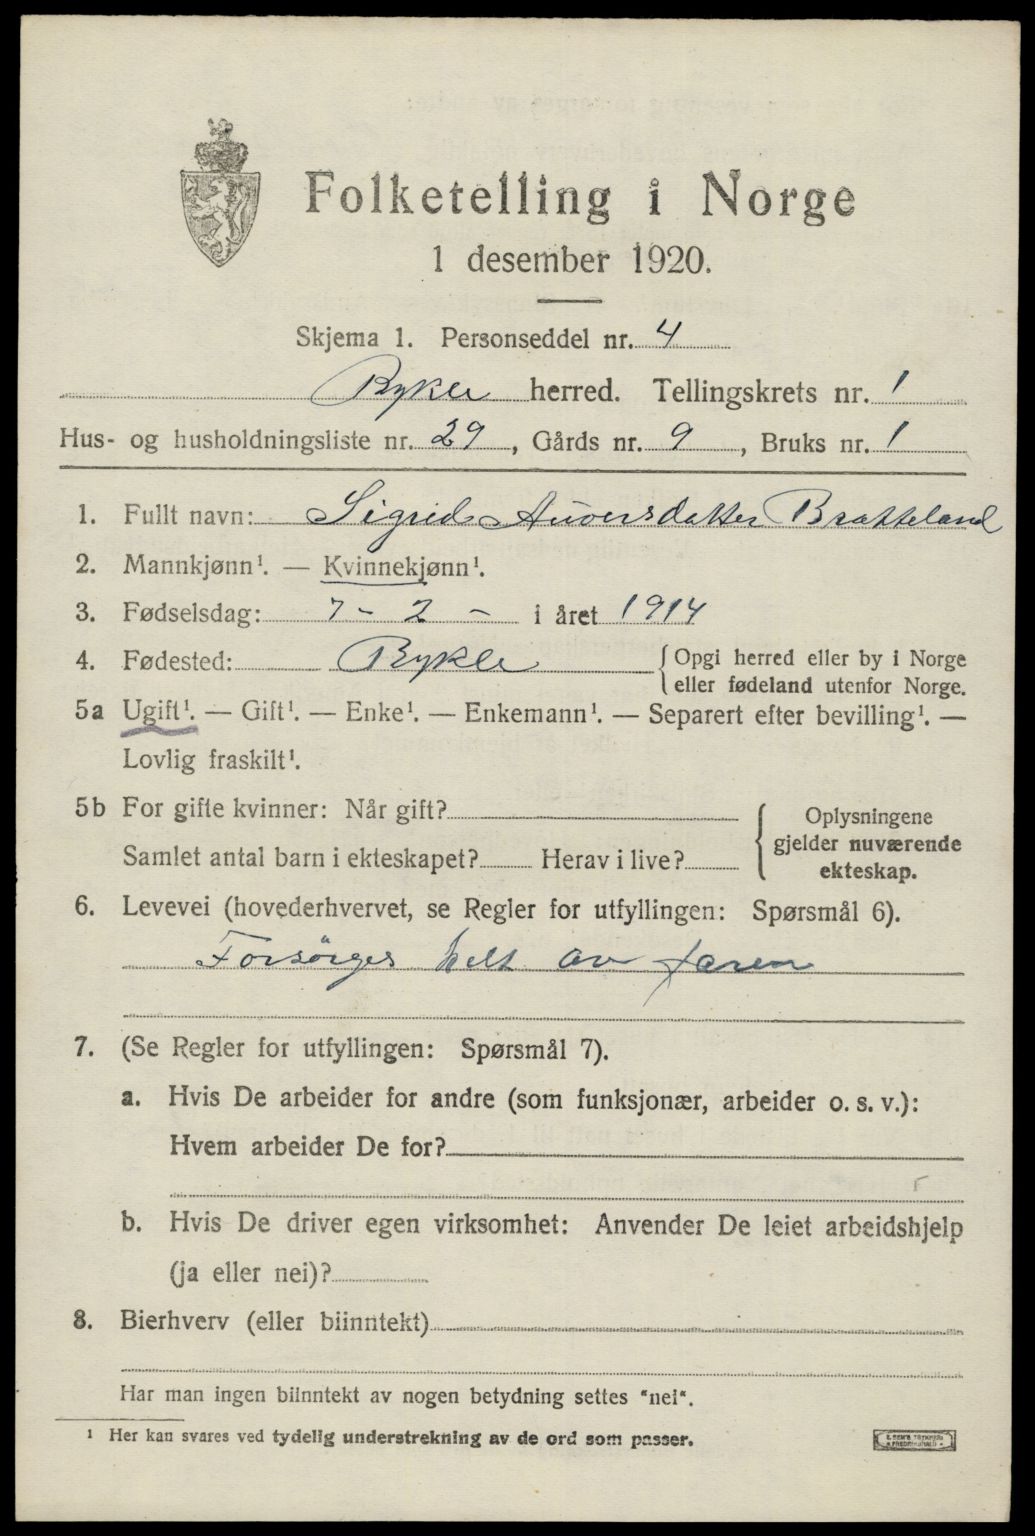 Folketelling i Norge
1 desember 1920.
Skjema 1. Personseddel nr. 4
Bykle herred. Tellingskrets nr. 1
Hus- og husholdningsliste nr. 29, Gårds nr. 9, Bruks nr. 1
1. Fullt navn: Sigrid Auversdatter Bratteland
2. Mannkjønn¹. — Kvinnekjønn¹.
3. Fødselsdag: 7 - 2 - i året 1914
4. Fødested: Bykle { Opgi herred eller by i Norge
eller fødeland utenfor Norge.
5a Ugift¹. — Gift¹. — Enke¹. — Enkemann¹. — Separert efter bevilling¹. —
Lovlig fraskilt¹.
5b For gifte kvinner: Når gift?
Samlet antal barn i ekteskapet? Herav i live?
{ Oplysningene
gjelder nuværende
ekteskap.
6. Levevei (hovederhvervet, se Regler for utfyllingen: Spørsmål 6).
Forsörges helt av faren
7. (Se Regler for utfyllingen: Spørsmål 7).
a. Hvis De arbeider for andre (som funksjonær, arbeider o. s. v.):
Hvem arbeider De for?
b. Hvis De driver egen virksomhet: Anvender De leiet arbeidshjelp
(ja eller nei)?
8. Bierhverv (eller biinntekt)
Har man ingen biinntekt av nogen betydning settes "nei".
¹ Her kan svares ved tydelig understrekning av de ord som passer.